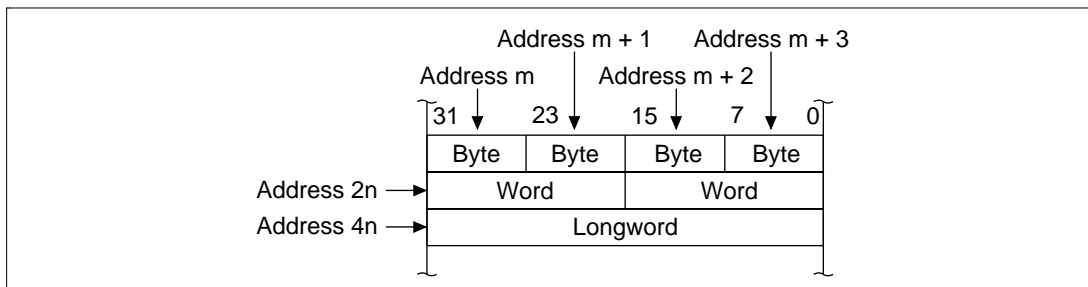 Address m + 1 Address m + 3
Address m Address m + 2
31 23 15 7 0
Byte Byte Byte Byte
Address 2n Word Word
Address 4n Longword